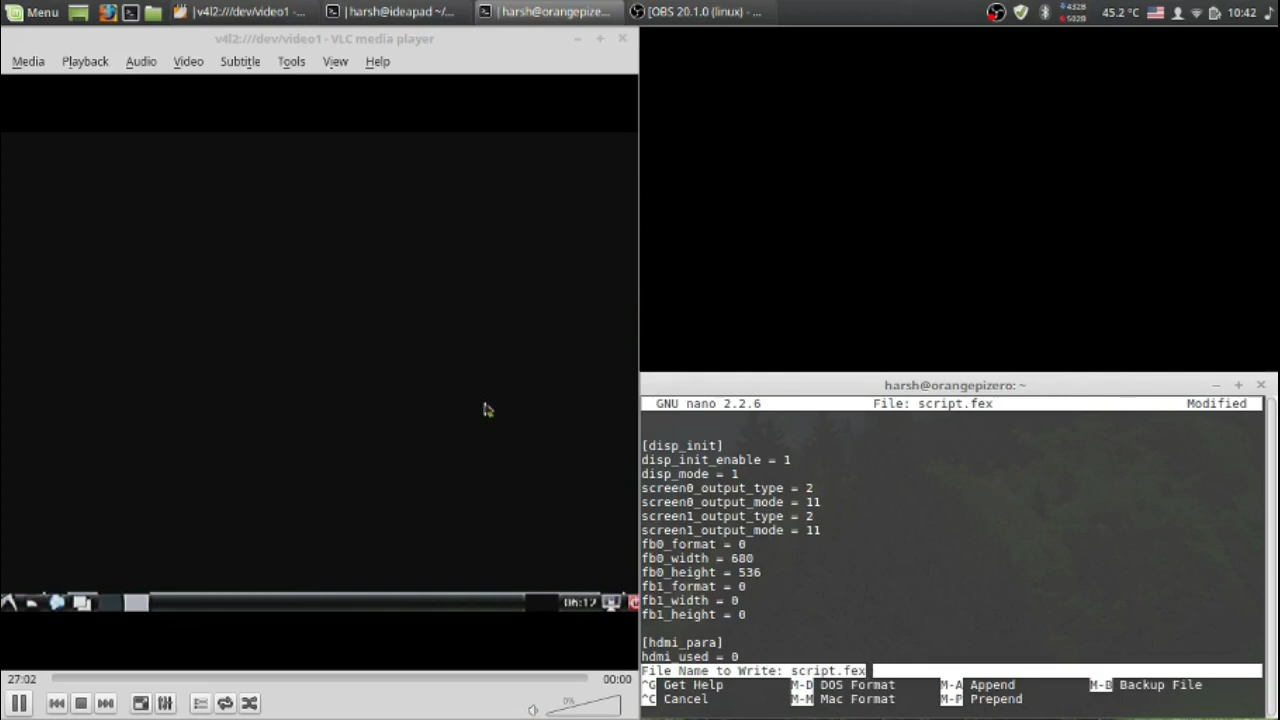 Menu
|v4l2:///dev/video1 -...
|harsh@ideapad ~/...
|harsh@orangepize...
[OBS 20.1.0 (linux) - ...
432B
502B
45.2 °C
10:42
v4l2:///dev/video1 - VLC media player
Media Playback Audio Video Subtitle Tools View Help
06:12
27:02
00:00
0%
harsh@orangepizero: ~
GNU nano 2.2.6 File: script.fex Modified
[disp_init]
disp_init_enable = 1
disp_mode = 1
screen0_output_type = 2
screen0_output_mode = 11
screen1_output_type = 2
screen1_output_mode = 11
fb0_format = 0
fb0_width = 680
fb0_height = 536
fb1_format = 0
fb1_width = 0
fb1_height = 0
[hdmi_para]
hdmi_used = 0
File Name to Write: script.fex
^G Get Help M-D DOS Format M-A Append M-B Backup File
^C Cancel M-M Mac Format M-P Prepend